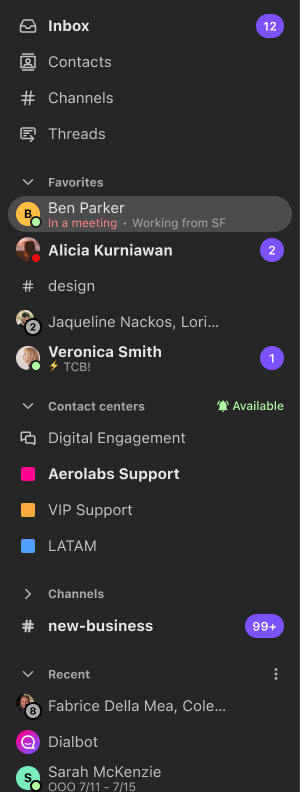 Inbox 12
Contacts
Channels
Threads
Favorites
B Ben Parker
In a meeting • Working from SF
Alicia Kurniawan 2
# design
2 Jaqueline Nackos, Lori...
Veronica Smith 1
⚡ TCB!
Contact centers Available
Digital Engagement
Aerolabs Support
VIP Support
LATAM
Channels
# new-business 99+
Recent
8 Fabrice Della Mea, Cole...
Dialbot
S Sarah McKenzie
OOO 7/11 - 7/15